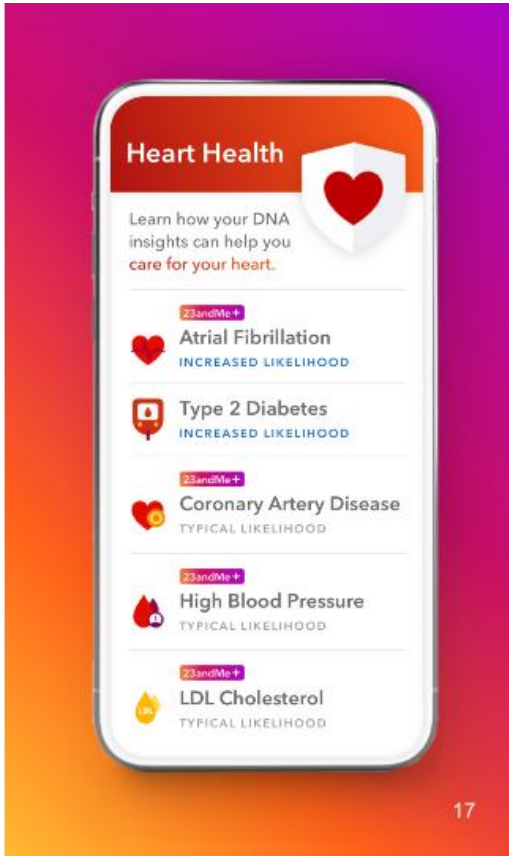 Heart Health
Learn how your DNA
insights can help you
care for your heart.
23andMe+
Atrial Fibrillation
INCREASED LIKELIHOOD
Type 2 Diabetes
INCREASED LIKELIHOOD
23andMe+
Coronary Artery Disease
TYPICAL LIKELIHOOD
23andMe+
High Blood Pressure
TYPICAL LIKELIHOOD
23andMe+
LDL
LDL Cholesterol
TYPICAL LIKELIHOOD
17